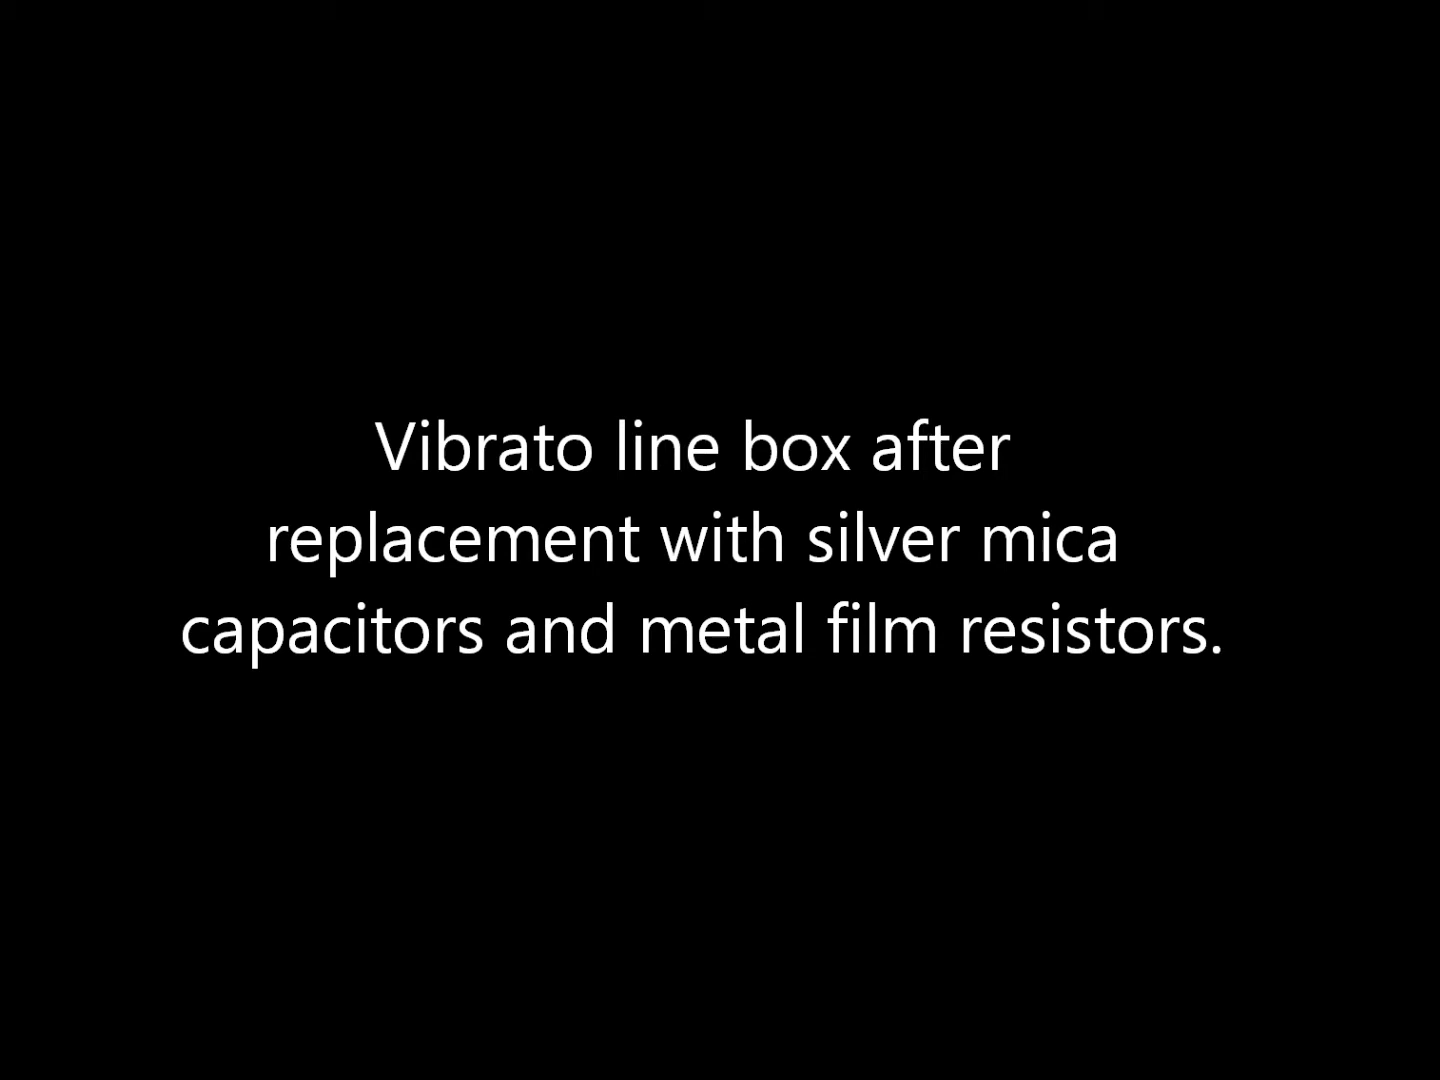 Vibrato line box after
replacement with silver mica
capacitors and metal film resistors.